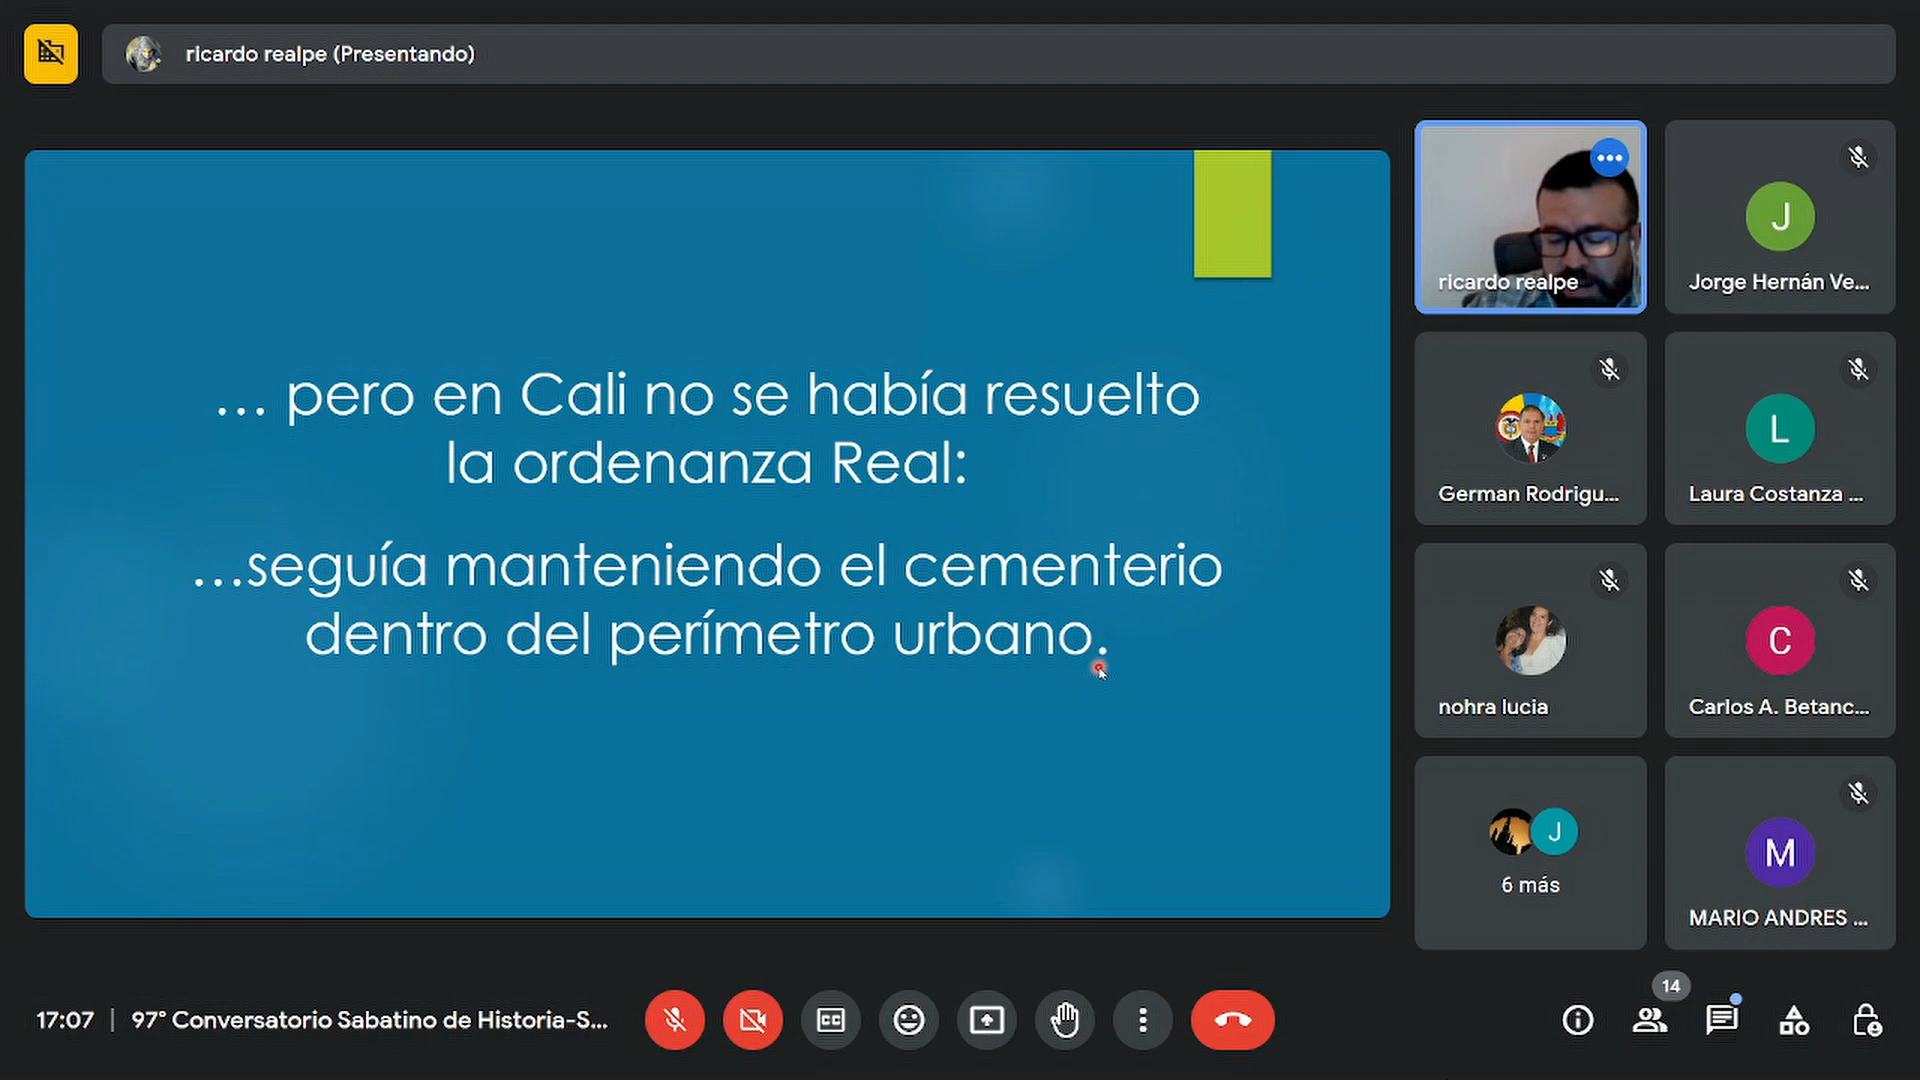 ricardo realpe (Presentando)
... pero en Cali no se había resuelto
la ordenanza Real:
...seguía manteniendo el cementerio
dentro del perímetro urbano.
ricardo realpe
J
Jorge Hernán Ve...
German Rodrigu...
L
Laura Costanza ...
nohra lucia
C
Carlos A. Betanc...
J
6 más
M
MARIO ANDRES ...
17:07 | 97° Conversatorio Sabatino de Historia-S...
CC
14